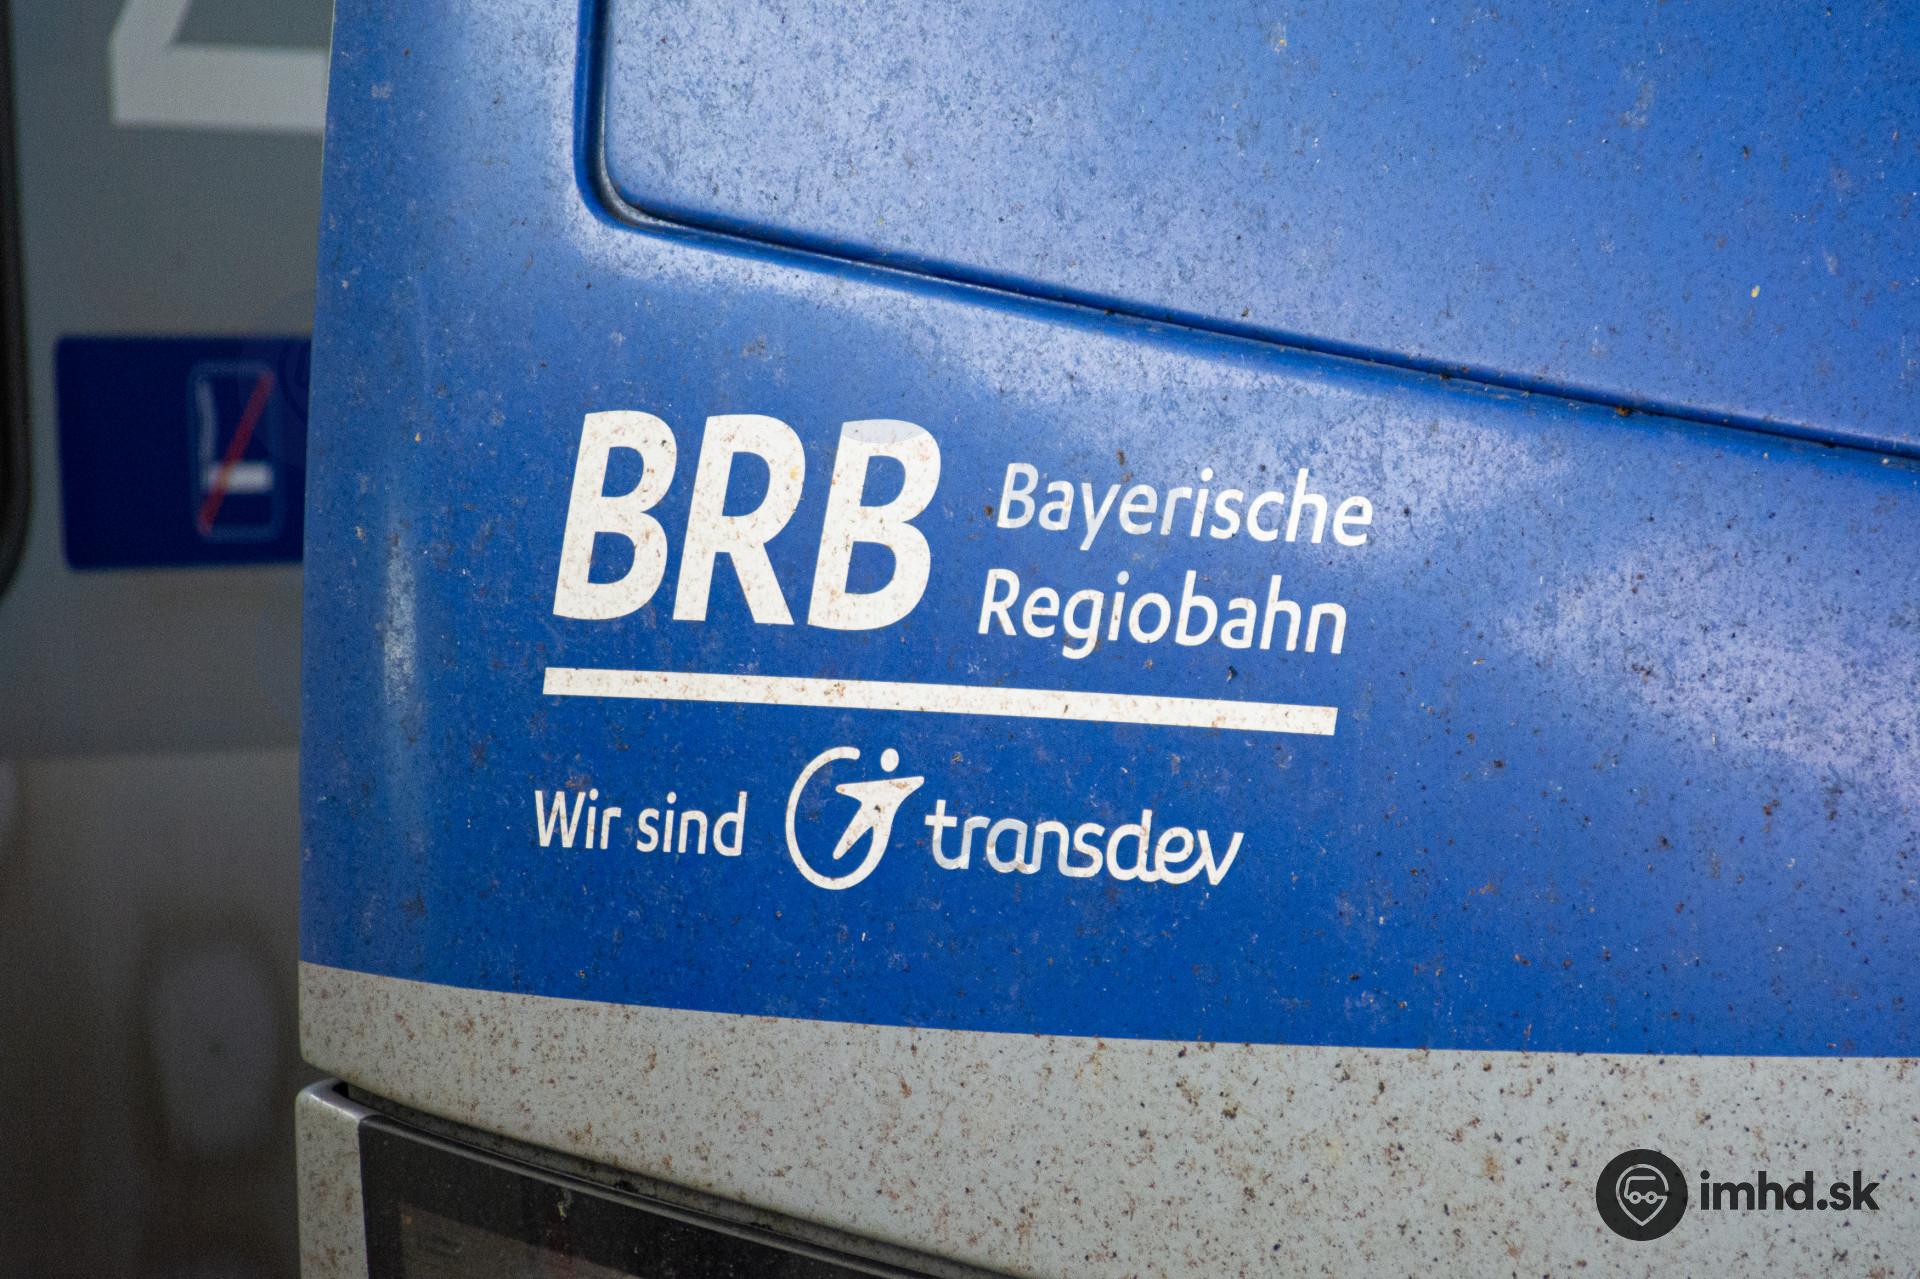 BRB Bayerische
Regiobahn
Wir sind transdev
imhd.sk